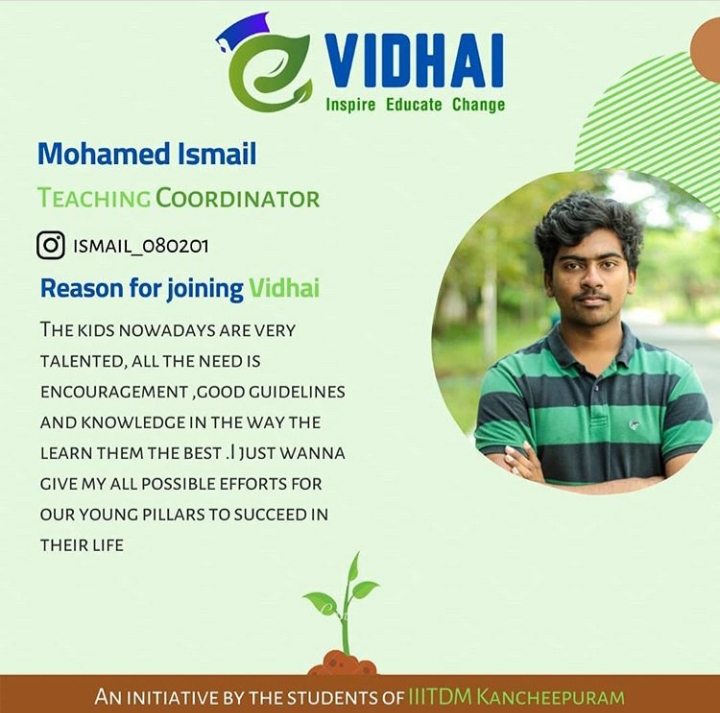 VIDHAI
Inspire Educate Change
Mohamed Ismail
TEACHING COORDINATOR
ISMAIL_080201
Reason for joining Vidhai
THE KIDS NOWADAYS ARE VERY
TALENTED, ALL THE NEED IS
ENCOURAGEMENT ,GOOD GUIDELINES
AND KNOWLEDGE IN THE WAY THE
LEARN THEM THE BEST .I JUST WANNA
GIVE MY ALL POSSIBLE EFFORTS FOR
OUR YOUNG PILLARS TO SUCCEED IN
THEIR LIFE
AN INITIATIVE BY THE STUDENTS OF IIITDM KANCHEEPURAM